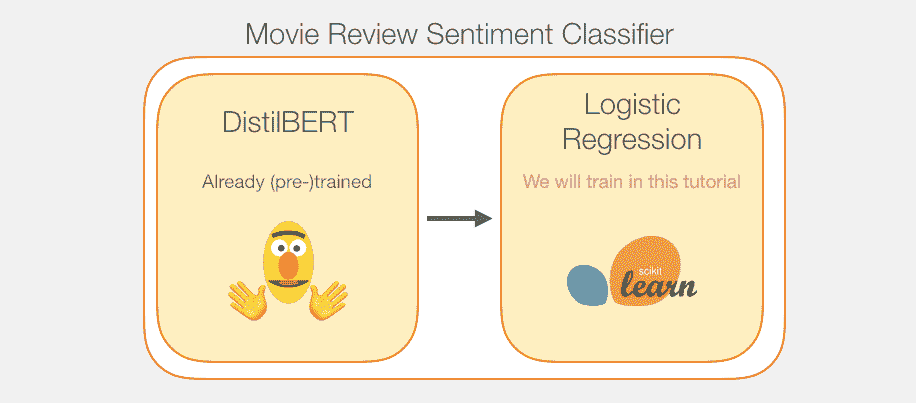 Movie Review Sentiment Classifier
DistilBERT
Already (pre-)trained
Logistic
Regression
We will train in this tutorial
scikit
learn